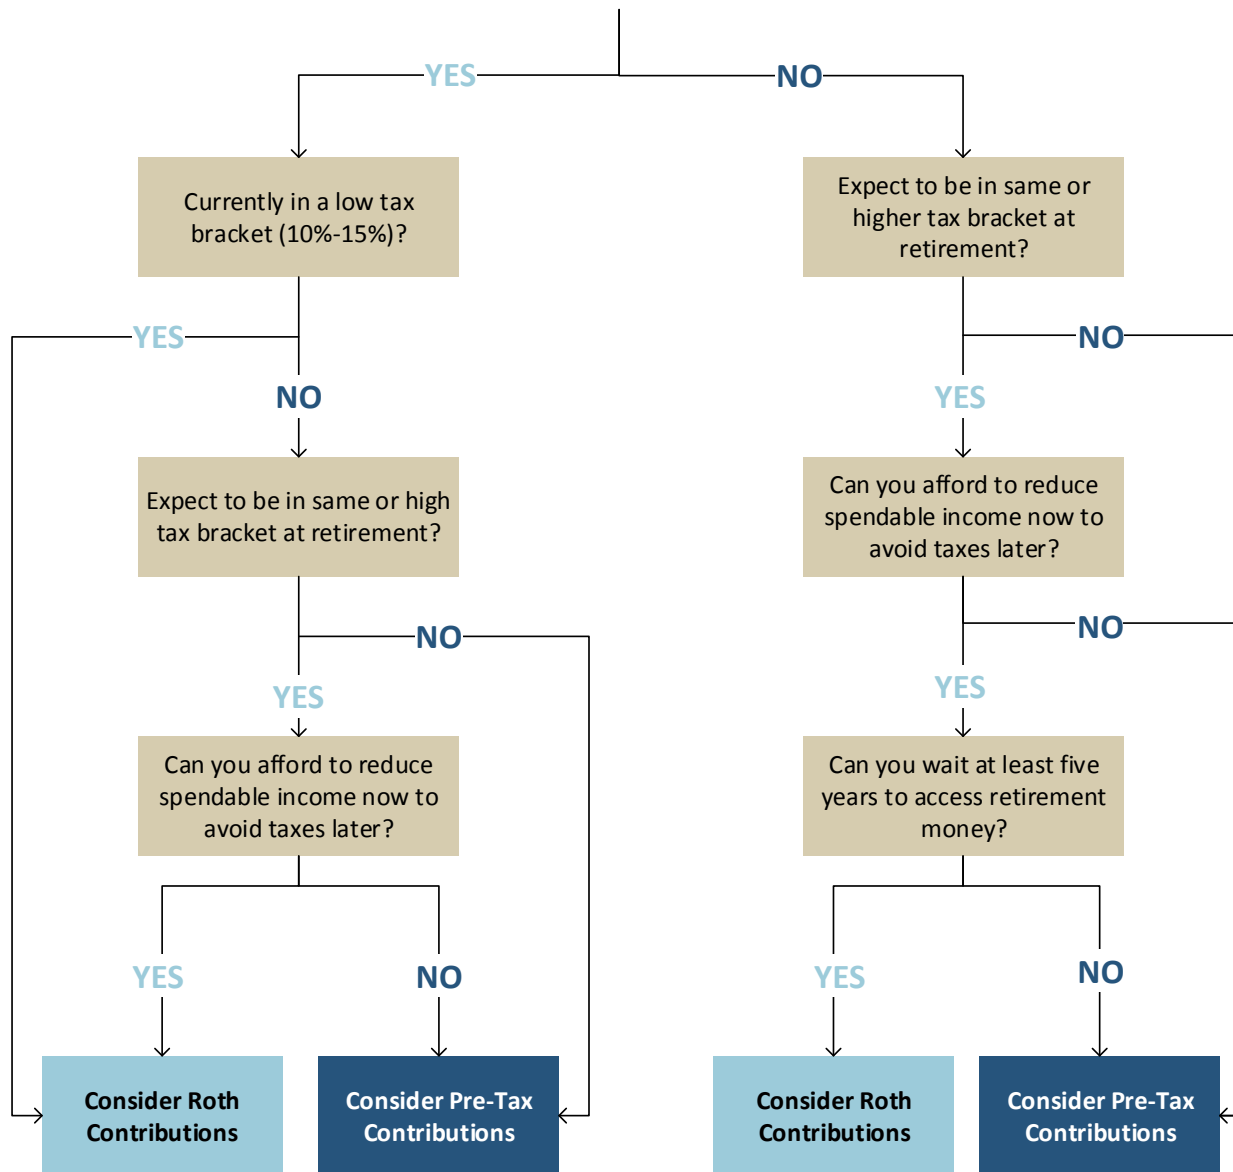 YES
NO
Currently in a low tax
bracket (10%-15%)?
Expect to be in same or
higher tax bracket at
retirement?
YES
NO
NO
YES
Expect to be in same or high
tax bracket at retirement?
Can you afford to reduce
spendable income now to
avoid taxes later?
NO
NO
YES
YES
Can you afford to reduce
spendable income now to
avoid taxes later?
Can you wait at least five
years to access retirement
money?
YES
NO
YES
NO
Consider Roth
Contributions
Consider Pre-Tax
Contributions
Consider Roth
Contributions
Consider Pre-Tax
Contributions